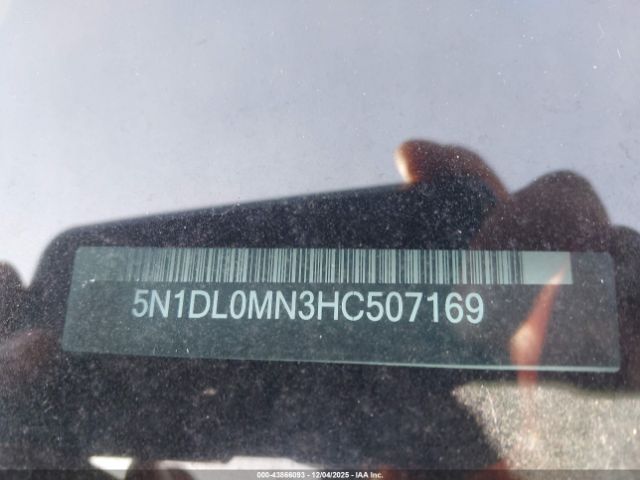 5N1DL0MN3HC507169
000-43866093 • 12/04/2025 • IAA Inc.